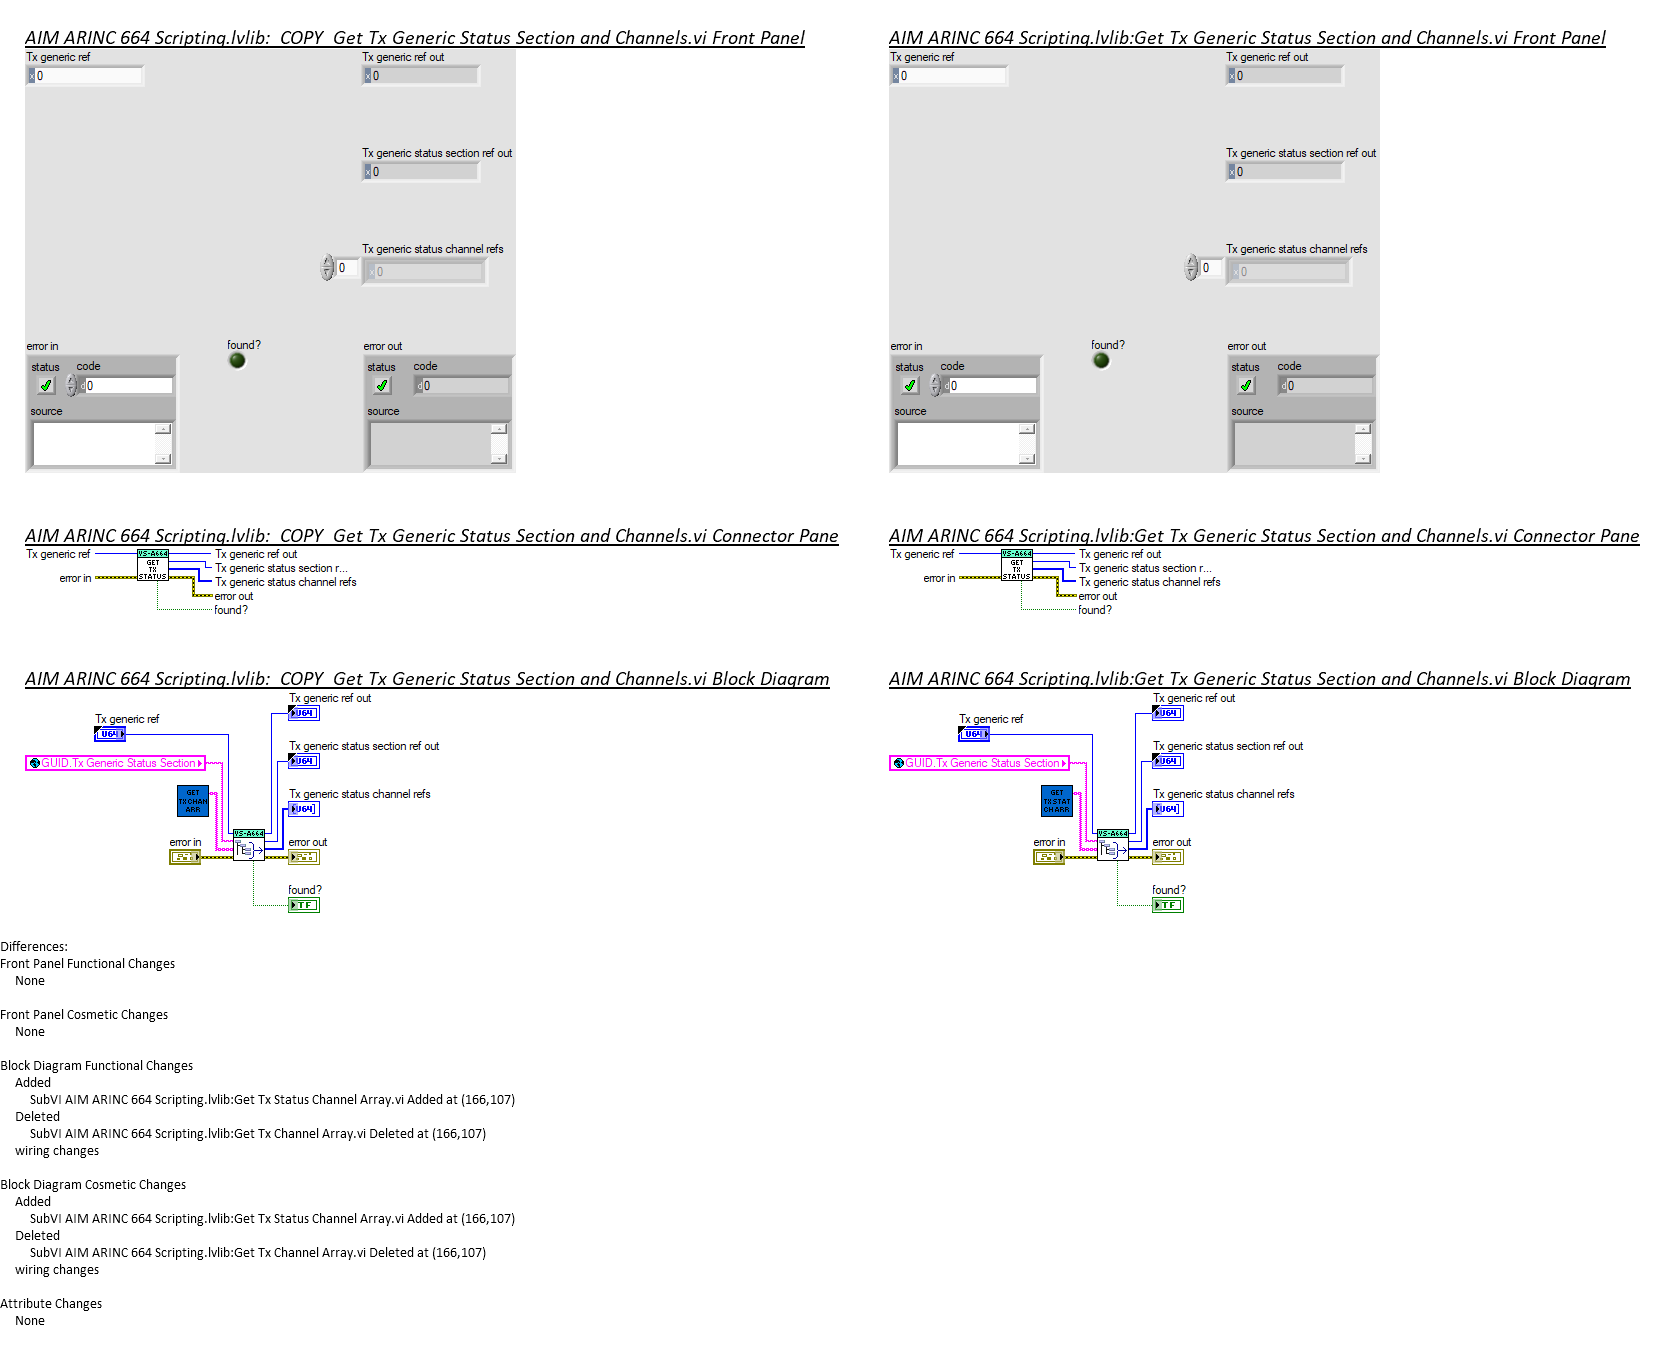 AIM ARINC 664 Scripting.lvlib:  COPY  Get Tx Generic Status Section and Channels.vi Front Panel
Tx generic ref
x 0
Tx generic ref out
x 0
Tx generic status section ref out
x 0
Tx generic status channel refs
0
x 0
error in
status
code
d 0
source
found?
error out
status
code
d 0
source
AIM ARINC 664 Scripting.lvlib:Get Tx Generic Status Section and Channels.vi Front Panel
Tx generic ref
x 0
Tx generic ref out
x 0
Tx generic status section ref out
x 0
Tx generic status channel refs
0
x 0
error in
status
code
d 0
source
found?
error out
status
code
d 0
source
AIM ARINC 664 Scripting.lvlib:  COPY  Get Tx Generic Status Section and Channels.vi Connector Pane
Tx generic ref
error in
VS-A664
GET
TX
STATUS
Tx generic ref out
Tx generic status section r...
Tx generic status channel refs
error out
found?
AIM ARINC 664 Scripting.lvlib:Get Tx Generic Status Section and Channels.vi Connector Pane
Tx generic ref
error in
VS-A664
GET
TX
STATUS
Tx generic ref out
Tx generic status section r...
Tx generic status channel refs
error out
found?
AIM ARINC 664 Scripting.lvlib:  COPY  Get Tx Generic Status Section and Channels.vi Block Diagram
Tx generic ref out
U64
Tx generic ref
U64
Tx generic status section ref out
U64
GUID.Tx Generic Status Section
GET
TX CHAN
ARR
Tx generic status channel refs
U64
VS-A664
error in
error out
found?
TF
AIM ARINC 664 Scripting.lvlib:Get Tx Generic Status Section and Channels.vi Block Diagram
Tx generic ref out
U64
Tx generic ref
U64
Tx generic status section ref out
U64
GUID.Tx Generic Status Section
GET
TX STAT
CH ARR
Tx generic status channel refs
U64
VS-A664
error in
error out
found?
TF
Differences:
Front Panel Functional Changes
None
Front Panel Cosmetic Changes
None
Block Diagram Functional Changes
Added
SubVI AIM ARINC 664 Scripting.lvlib:Get Tx Status Channel Array.vi Added at (166,107)
Deleted
SubVI AIM ARINC 664 Scripting.lvlib:Get Tx Channel Array.vi Deleted at (166,107)
wiring changes
Block Diagram Cosmetic Changes
Added
SubVI AIM ARINC 664 Scripting.lvlib:Get Tx Status Channel Array.vi Added at (166,107)
Deleted
SubVI AIM ARINC 664 Scripting.lvlib:Get Tx Channel Array.vi Deleted at (166,107)
wiring changes
Attribute Changes
None